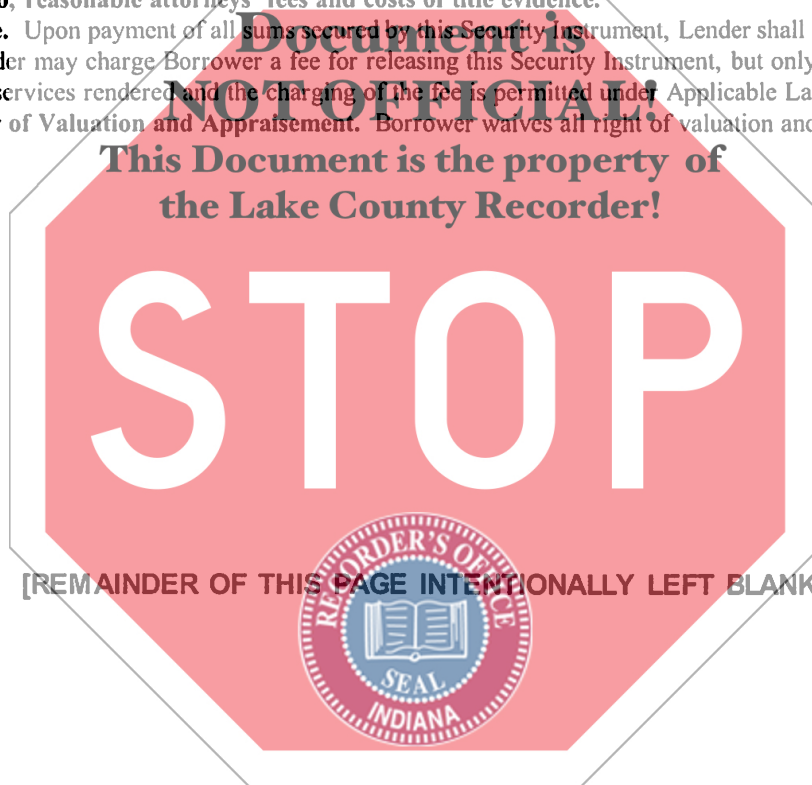 , reasonable attorneys' fees and costs of title evidence.
e. Upon payment of all sums secured by this Security Instrument, Lender shall
der may charge Borrower a fee for releasing this Security Instrument, but only
services rendered and the charging of the fee is permitted under Applicable La
of Valuation and Appraisement. Borrower waives all right of valuation and
Document is
NOT OFFICIAL!
This Document is the property of
the Lake County Recorder!
STOP
[REMAINDER OF THIS PAGE INTENTIONALLY LEFT BLANK
RECORDER'S OFFICE
SEAL
INDIANA